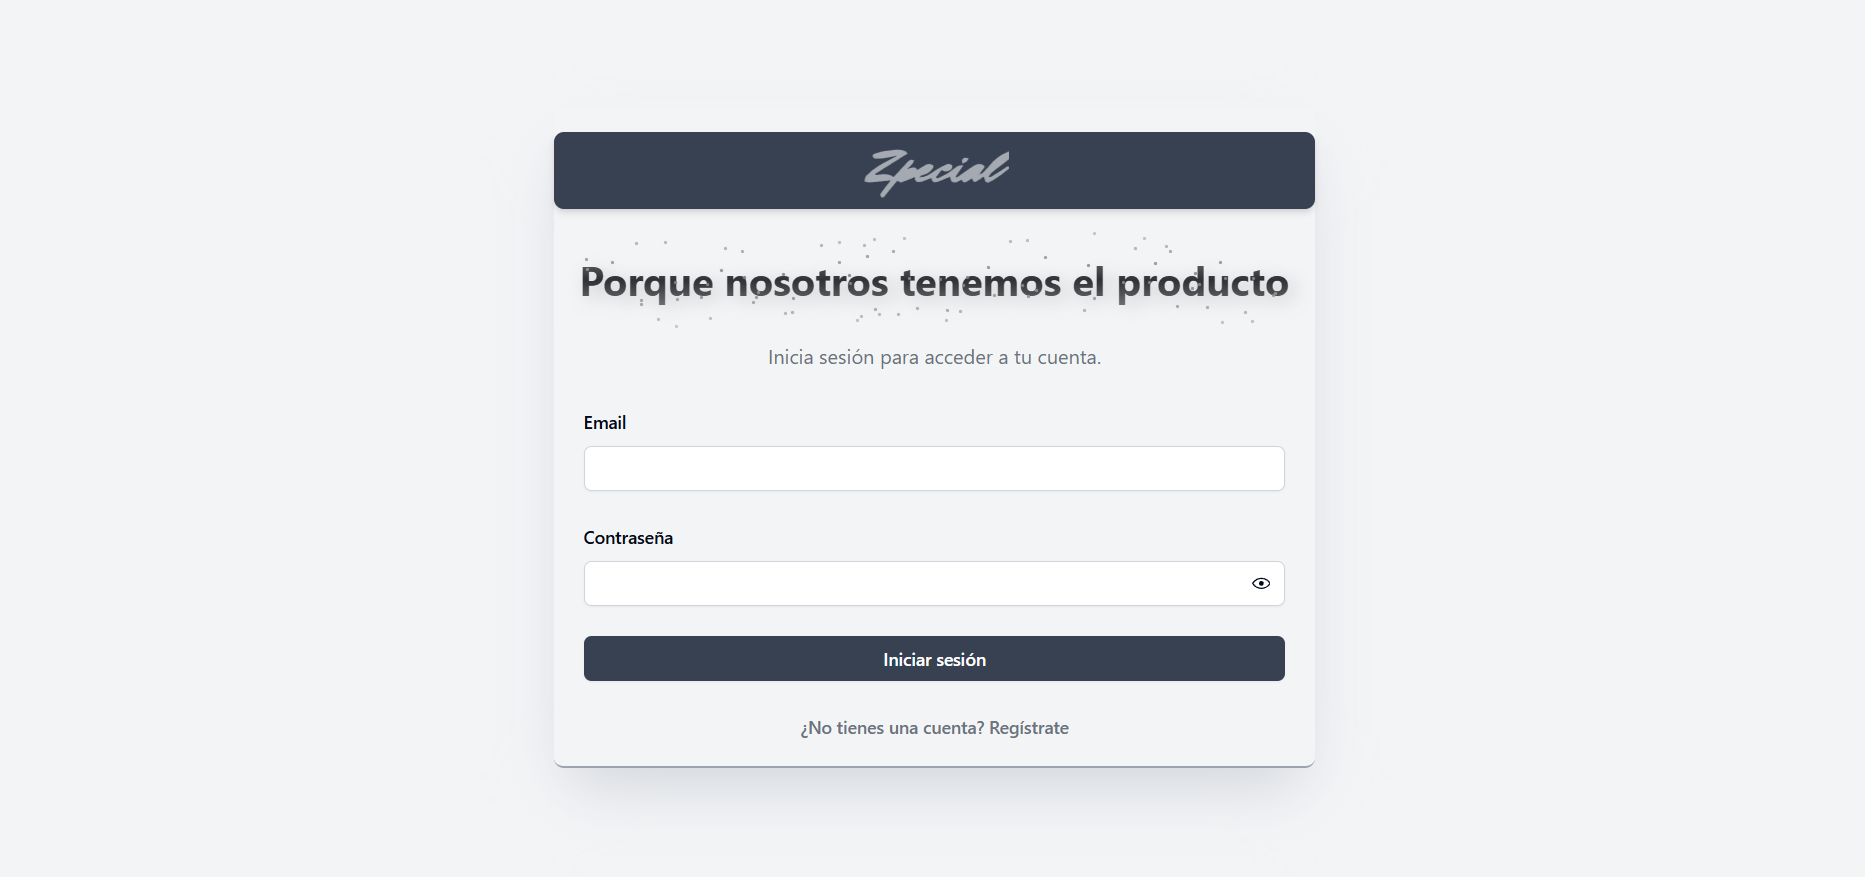 Zpecial
Porque nosotros tenemos el producto
Inicia sesión para acceder a tu cuenta.
Email
Contraseña
Iniciar sesión
¿No tienes una cuenta? Regístrate